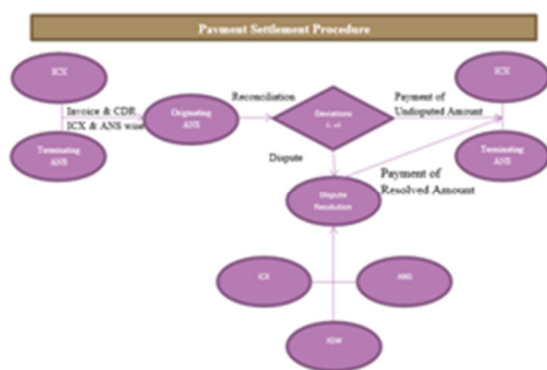 Payment Settlement Procedure
ICX
ICX
Invoice & CDR
ICX & ANS wise
Originating
ANS
Reconciliation
Deviations
Payment of
Undisputed Amount
Terminating
ANS
Terminating
ANS
Dispute
Payment of
Resolved Amount
Dispute
Resolution
ICX
ANS
IGW